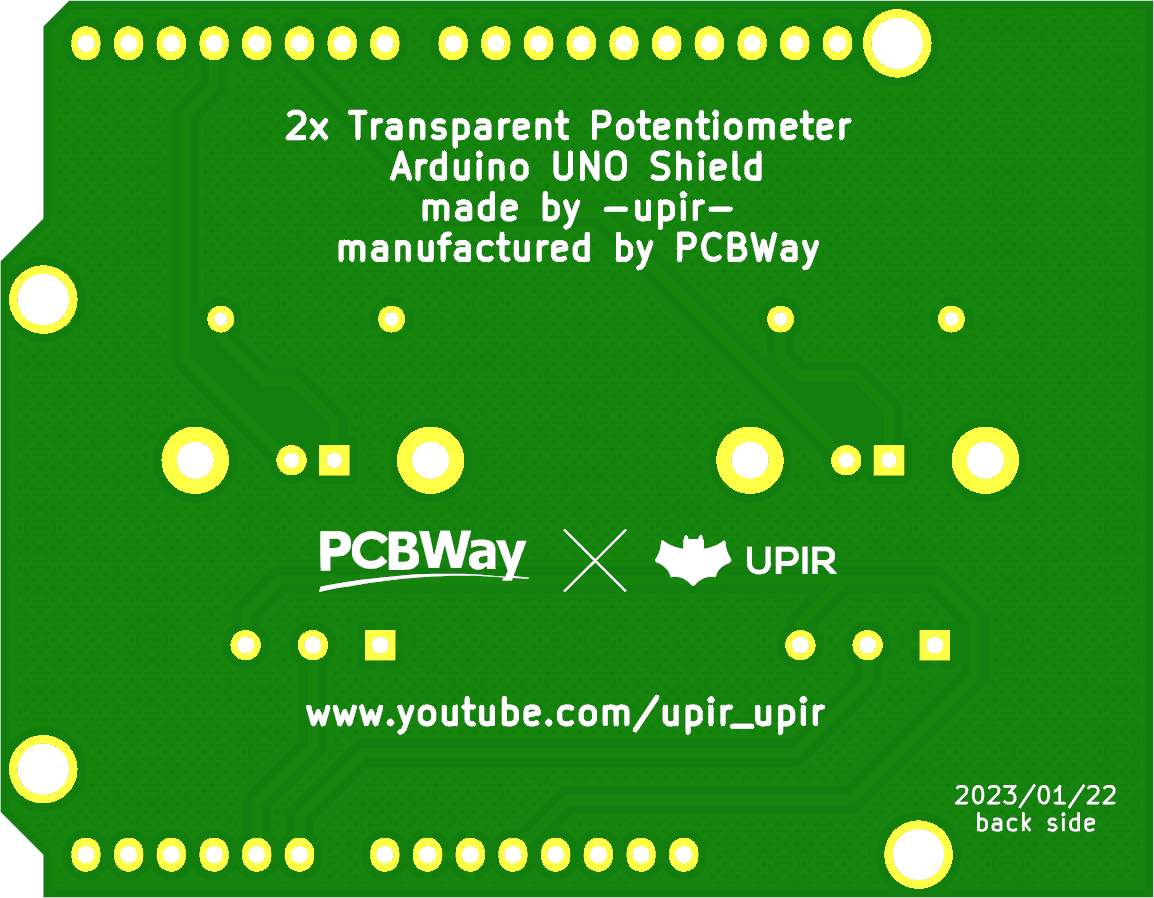 2x Transparent Potentiometer
Arduino UNO Shield
made by -upir-
manufactured by PCBWay
PCBWay UPIR
www.youtube.com/upir_upir
2023/01/22
back side